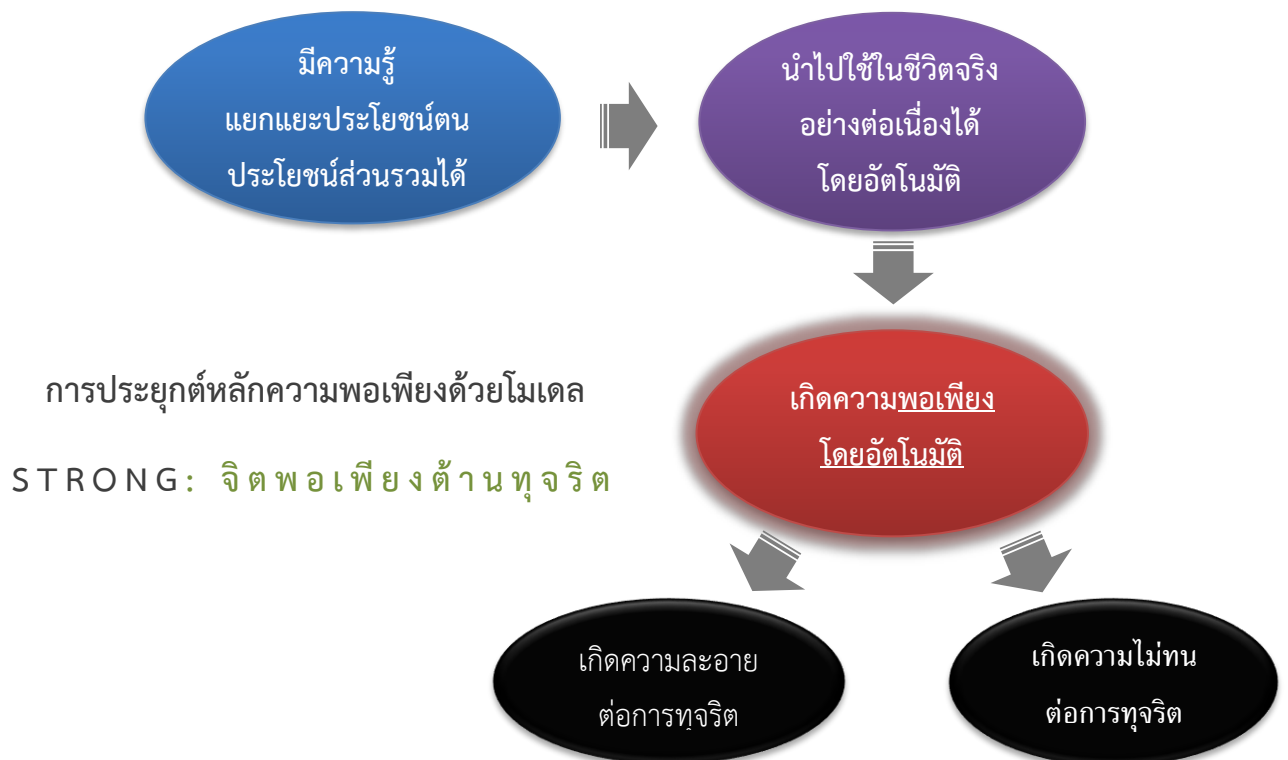 มีความรู้
แยกแยะประโยชน์ตน
ประโยชน์ส่วนรวมได้
นำไปใช้ในชีวิตจริง
อย่างต่อเนื่องได้
โดยอัตโนมัติ
การประยุกต์หลักความพอเพียงด้วยโมเดล
STRONG: จิตพอเพียงต้านทุจริต
เกิดความพอเพียง
โดยอัตโนมัติ
เกิดความละอาย
ต่อการทุจริต
เกิดความไม่ทน
ต่อการทุจริต